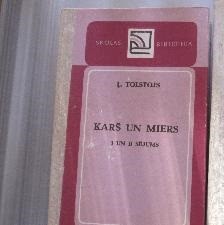 SKOLAS BIBLIOTĒKA
Ļ. TOLSTOJS
KARŠ UN MIERS
I UN II SĒJUMS